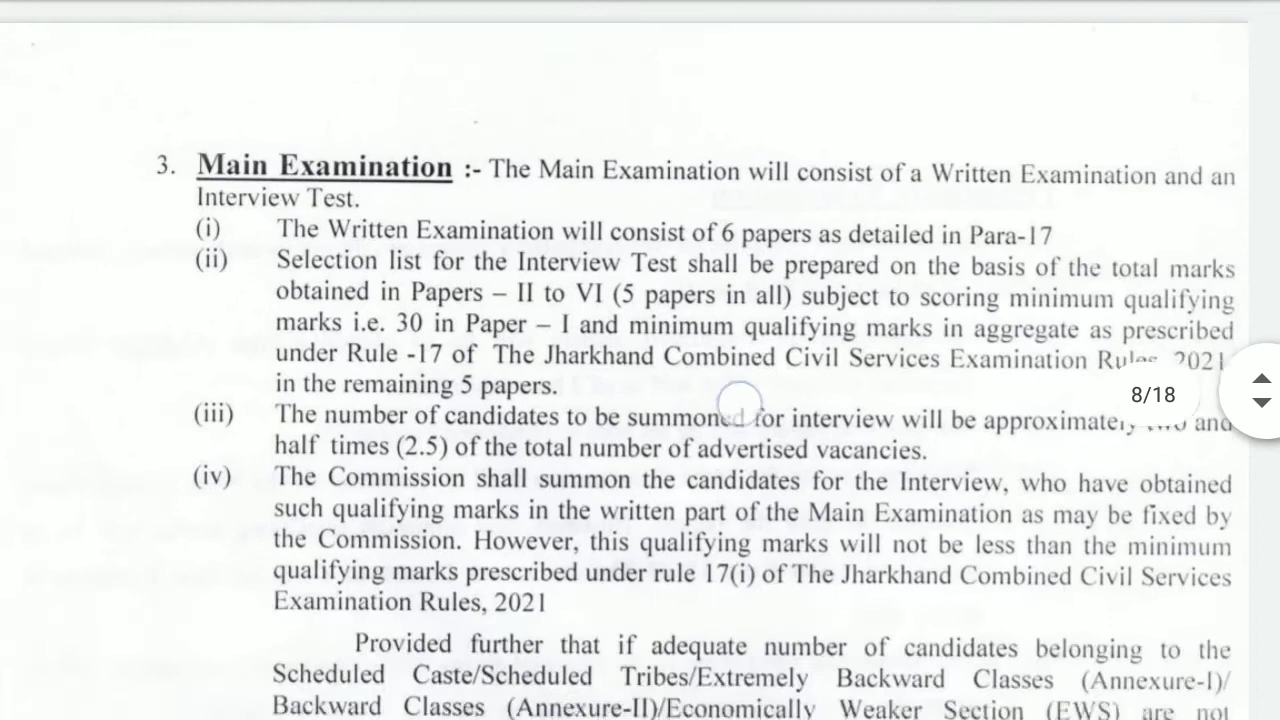 3. Main Examination :- The Main Examination will consist of a Written Examination and an
Interview Test.
(i) The Written Examination will consist of 6 papers as detailed in Para-17
(ii) Selection list for the Interview Test shall be prepared on the basis of the total marks
obtained in Papers – II to VI (5 papers in all) subject to scoring minimum qualifying
marks i.e. 30 in Paper – I and minimum qualifying marks in aggregate as prescribed
under Rule -17 of The Jharkhand Combined Civil Services Examination 2021
in the remaining 5 papers.
8/18
(iii) The number of candidates to be summoned for interview will be approximately and
half times (2.5) of the total number of advertised vacancies.
(iv) The Commission shall summon the candidates for the Interview, who have obtained
such qualifying marks in the written part of the Main Examination as may be fixed by
the Commission. However, this qualifying marks will not be less than the minimum
qualifying marks prescribed under rule 17(i) of The Jharkhand Combined Civil Services
Examination Rules, 2021
Provided further that if adequate number of candidates belonging to the
Scheduled Caste/Scheduled Tribes/Extremely Backward Classes (Annexure-I)/
Backward Classes (Annexure-II)/Economically Weaker Section (EWS) are not